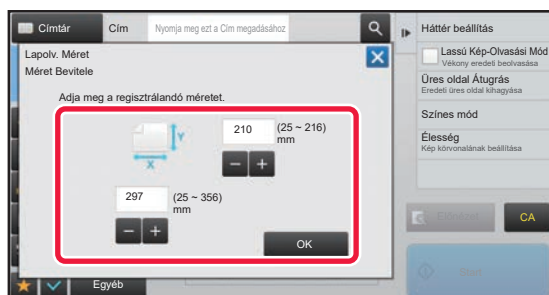 Címtár
Cím
Nyomja meg ezt a Cím megadásához
Háttér beállítás
Lapolv. Méret
Méret Bevitele
Lassú Kép-Olvasási Mód
Vékony eredeti beolvasása
Üres oldal Átugrás
Eredeti üres oldal kihagyása
Adja meg a regisztrálandó méretet.
Színes mód
Y
210
(25 ~ 216)
mm
Élesség
Kép körvonalának beállítása
X
297
(25 ~ 356)
mm
OK
Előnézet
CA
Start
Egyéb